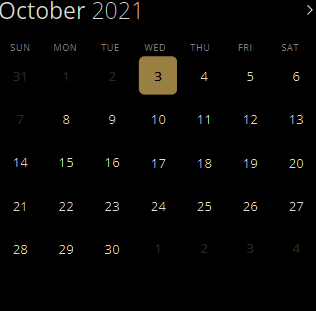 October 2021
SUN MON TUE WED THU FRI SAT
31 1 2 3 4 5 6
7 8 9 10 11 12 13
14 15 16 17 18 19 20
21 22 23 24 25 26 27
28 29 30 1 2 3 4